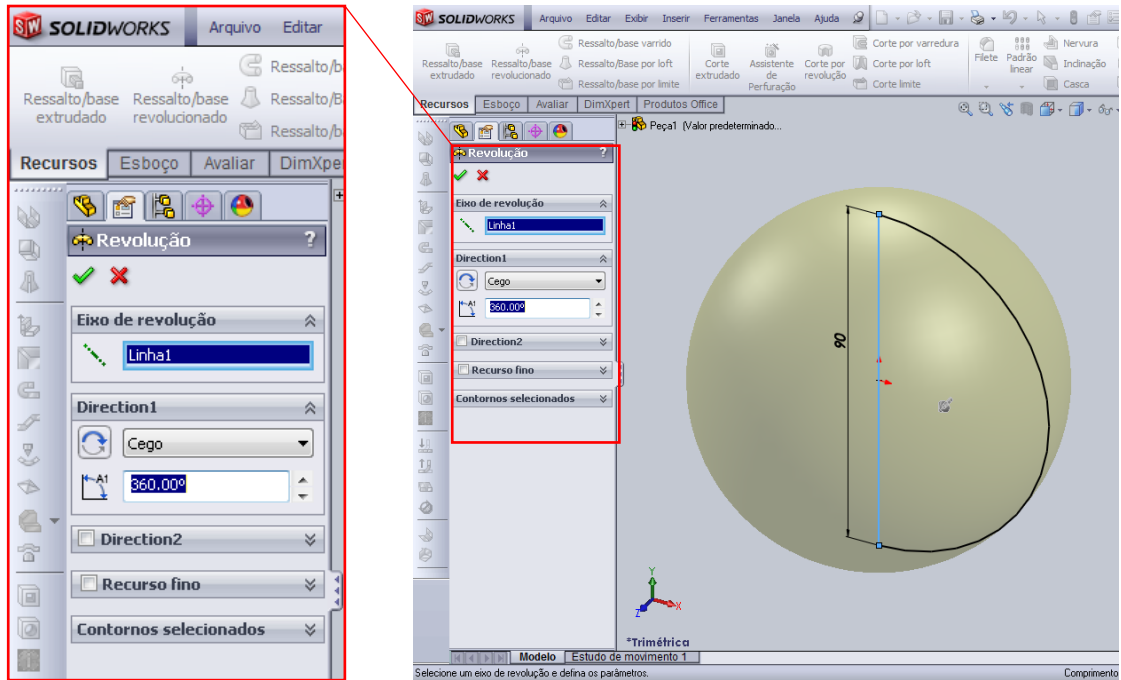 SOLIDWORKS Arquivo Editar
Ressalto/base extrudado
Ressalto/base revolucionado
Ressalto/b
Ressalto/B
Ressalto/b
Recursos Esboço Avaliar DimXpe
Revolução ?
Eixo de revolução
Linha1
Direction1
Cego
A1 360.00º
Direction2
Recurso fino
Contornos selecionados
SOLIDWORKS Arquivo Editar Exibir Inserir Ferramentas Janela Ajuda
Ressalto/base extrudado
Ressalto/base revolucionado
Ressalto/base varrido
Ressalto/Base por loft
Ressalto/base por limite
Corte extrudado
Assistente de Perfuração
Corte por revolução
Corte por varredura
Corte por loft
Corte limite
Filete
Padrão linear
Nervura
Inclinação
Casca
Recursos Esboço Avaliar DimXpert Produtos Office
Peça1 (Valor predeterminado...
Revolução ?
Eixo de revolução
Linha1
Direction1
Cego
A1 360.00º
Direction2
Recurso fino
Contornos selecionados
90
Y
X
Z
*Trimétrica
Modelo Estudo de movimento 1
Selecione um eixo de revolução e defina os parâmetros. Comprimento